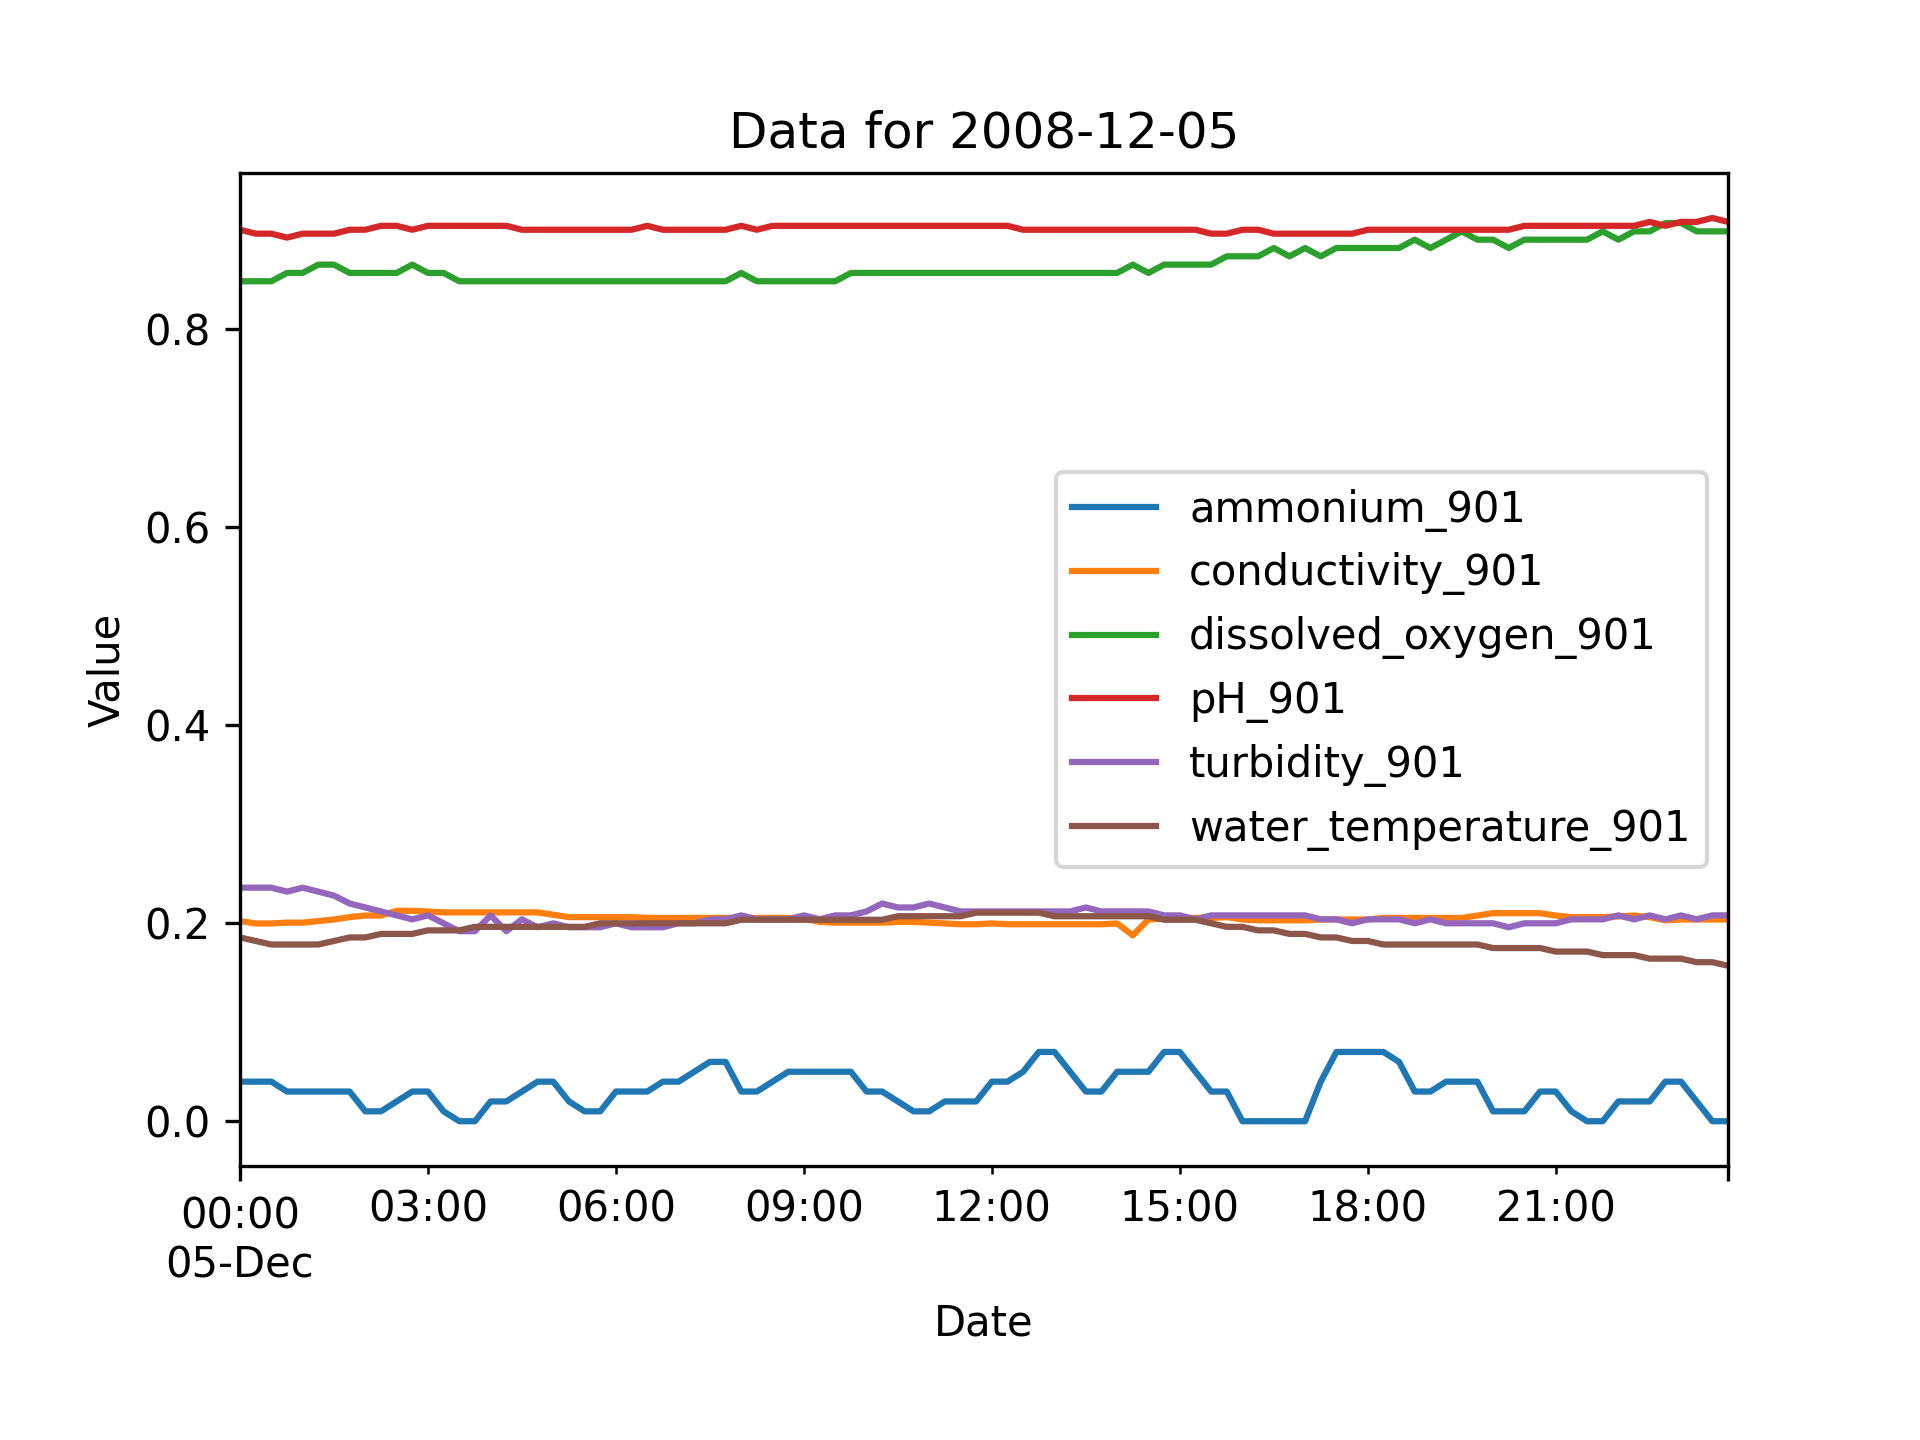 Data for 2008-12-05
Value
0.8
0.6
0.4
0.2
0.0
ammonium_901
conductivity_901
dissolved_oxygen_901
pH_901
turbidity_901
water_temperature_901
00:00 03:00 06:00 09:00 12:00 15:00 18:00 21:00
05-Dec
Date